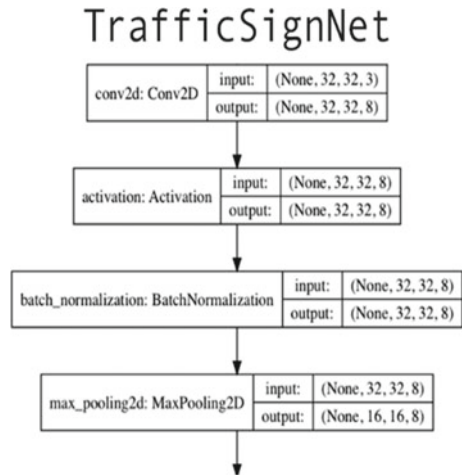 TrafficSignNet
conv2d: Conv2D input: (None, 32, 32, 3)
output: (None, 32, 32, 8)
activation: Activation input: (None, 32, 32, 8)
output: (None, 32, 32, 8)
batch_normalization: BatchNormalization input: (None, 32, 32, 8)
output: (None, 32, 32, 8)
max_pooling2d: MaxPooling2D input: (None, 32, 32, 8)
output: (None, 16, 16, 8)